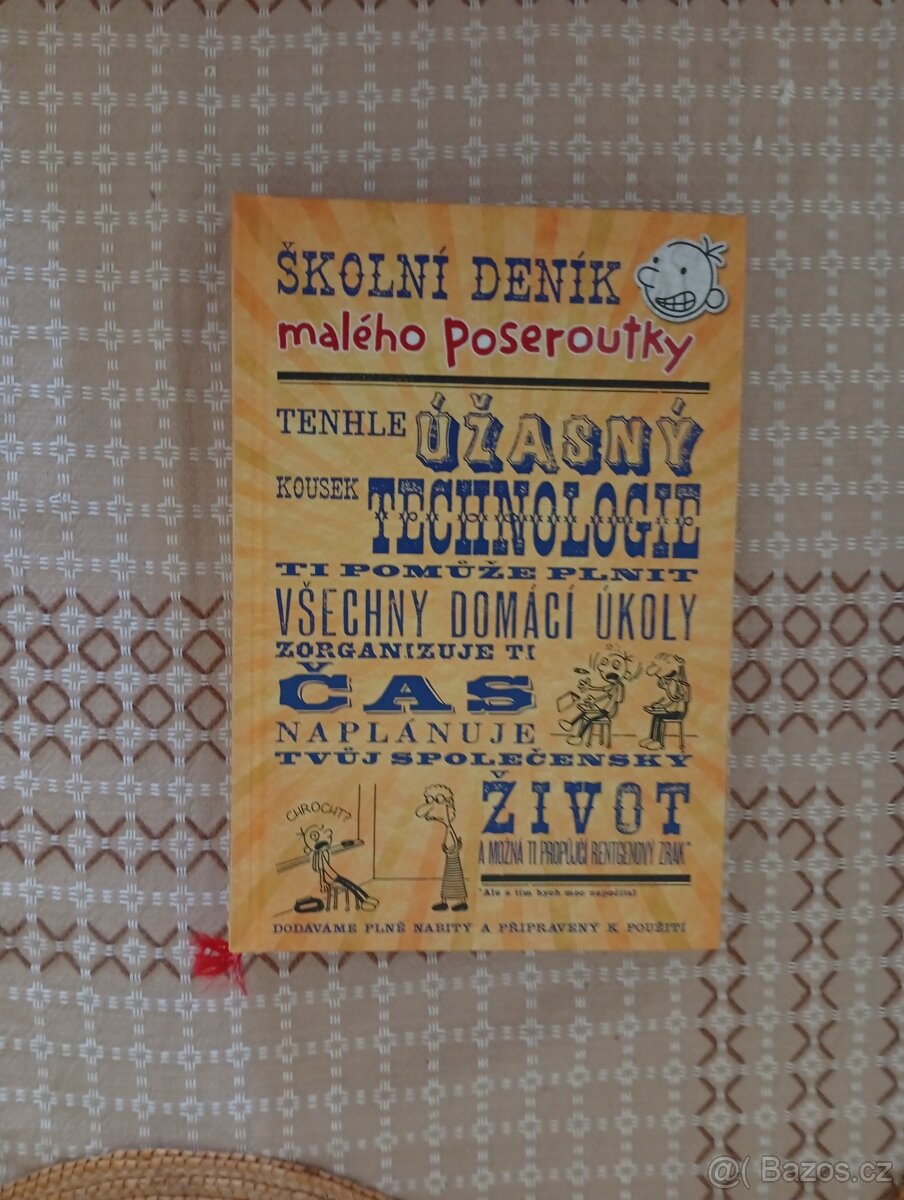 ŠKOLNÍ DENÍK
malého poseroutky
TENHLE ÚŽASNÝ
KOUSEK TECHNOLOGIE
TI POMŮŽE PLNIT
VŠECHNY DOMÁCÍ ÚKOLY
ZORGANIZUJE TI
ČAS
NAPLÁNUJE
TVŮJ SPOLEČENSKÝ
ŽIVOT
A MOŽNÁ TI PROPŮJČÍ RENTGENOVÝ ZRAK*
*Ale s tím bych moc nepočítal
CHROCHT?
DODÁVÁME PLNĚ NABITÝ A PŘIPRAVENÝ K POUŽITÍ
@( Bazos.cz